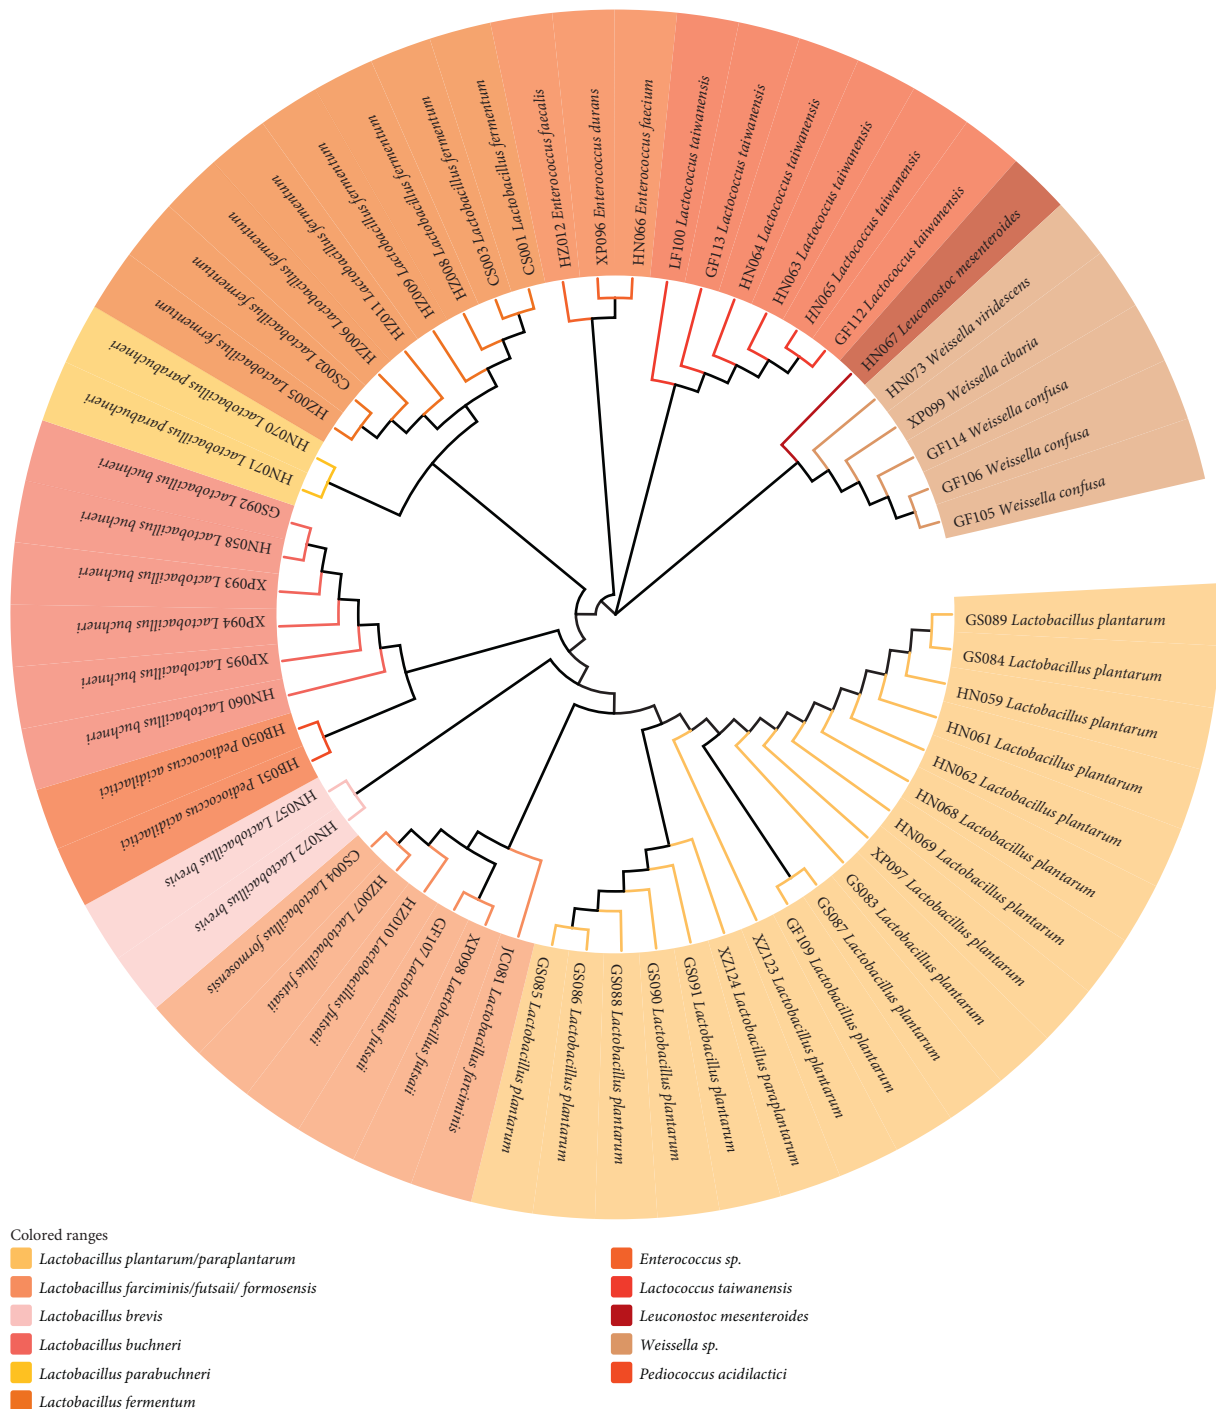 HZ005 Lactobacillus fermentum
CS002 Lactobacillus fermentum
HZ006 Lactobacillus fermentum
HZ011 Lactobacillus fermentum
HZ009 Lactobacillus fermentum
HZ008 Lactobacillus fermentum
CS003 Lactobacillus fermentum
CS001 Lactobacillus fermentum
HZ012 Enterococcus faecalis
XP096 Enterococcus durans
HN066 Enterococcus faecium
LF100 Lactococcus taiwanensis
GF113 Lactococcus taiwanensis
HN064 Lactococcus taiwanensis
HN063 Lactococcus taiwanensis
HN065 Lactococcus taiwanensis
GF112 Lactococcus taiwanensis
HN067 Leuconostoc mesenteroides
HN073 Weissella viridescens
XP099 Weissella cibaria
GF114 Weissella confusa
GF106 Weissella confusa
GF105 Weissella confusa
GS089 Lactobacillus plantarum
GS084 Lactobacillus plantarum
HN059 Lactobacillus plantarum
HN061 Lactobacillus plantarum
HN062 Lactobacillus plantarum
HN068 Lactobacillus plantarum
HN069 Lactobacillus plantarum
XP097 Lactobacillus plantarum
GS083 Lactobacillus plantarum
GS087 Lactobacillus plantarum
GF109 Lactobacillus plantarum
XZ123 Lactobacillus plantarum
XZ124 Lactobacillus paraplantarum
GS091 Lactobacillus plantarum
GS090 Lactobacillus plantarum
GS088 Lactobacillus plantarum
GS086 Lactobacillus plantarum
GS085 Lactobacillus plantarum
IC081 Lactobacillus farciminis
XP098 Lactobacillus futsaii
GF107 Lactobacillus futsaii
HZ010 Lactobacillus futsaii
HZ007 Lactobacillus futsaii
CS004 Lactobacillus formosensis
HN072 Lactobacillus brevis
HN057 Lactobacillus brevis
HB051 Pediococcus acidilactici
HB050 Pediococcus acidilactici
HN060 Lactobacillus buchneri
XP095 Lactobacillus buchneri
XP094 Lactobacillus buchneri
XP093 Lactobacillus buchneri
HN058 Lactobacillus buchneri
GS092 Lactobacillus buchneri
HN071 Lactobacillus parabuchneri
HN070 Lactobacillus parabuchneri
Colored ranges
Lactobacillus plantarum/paraplantarum
Lactobacillus farciminis/futsaii/ formosensis
Lactobacillus brevis
Lactobacillus buchneri
Lactobacillus parabuchneri
Lactobacillus fermentum
Enterococcus sp.
Lactococcus taiwanensis
Leuconostoc mesenteroides
Weissella sp.
Pediococcus acidilactici